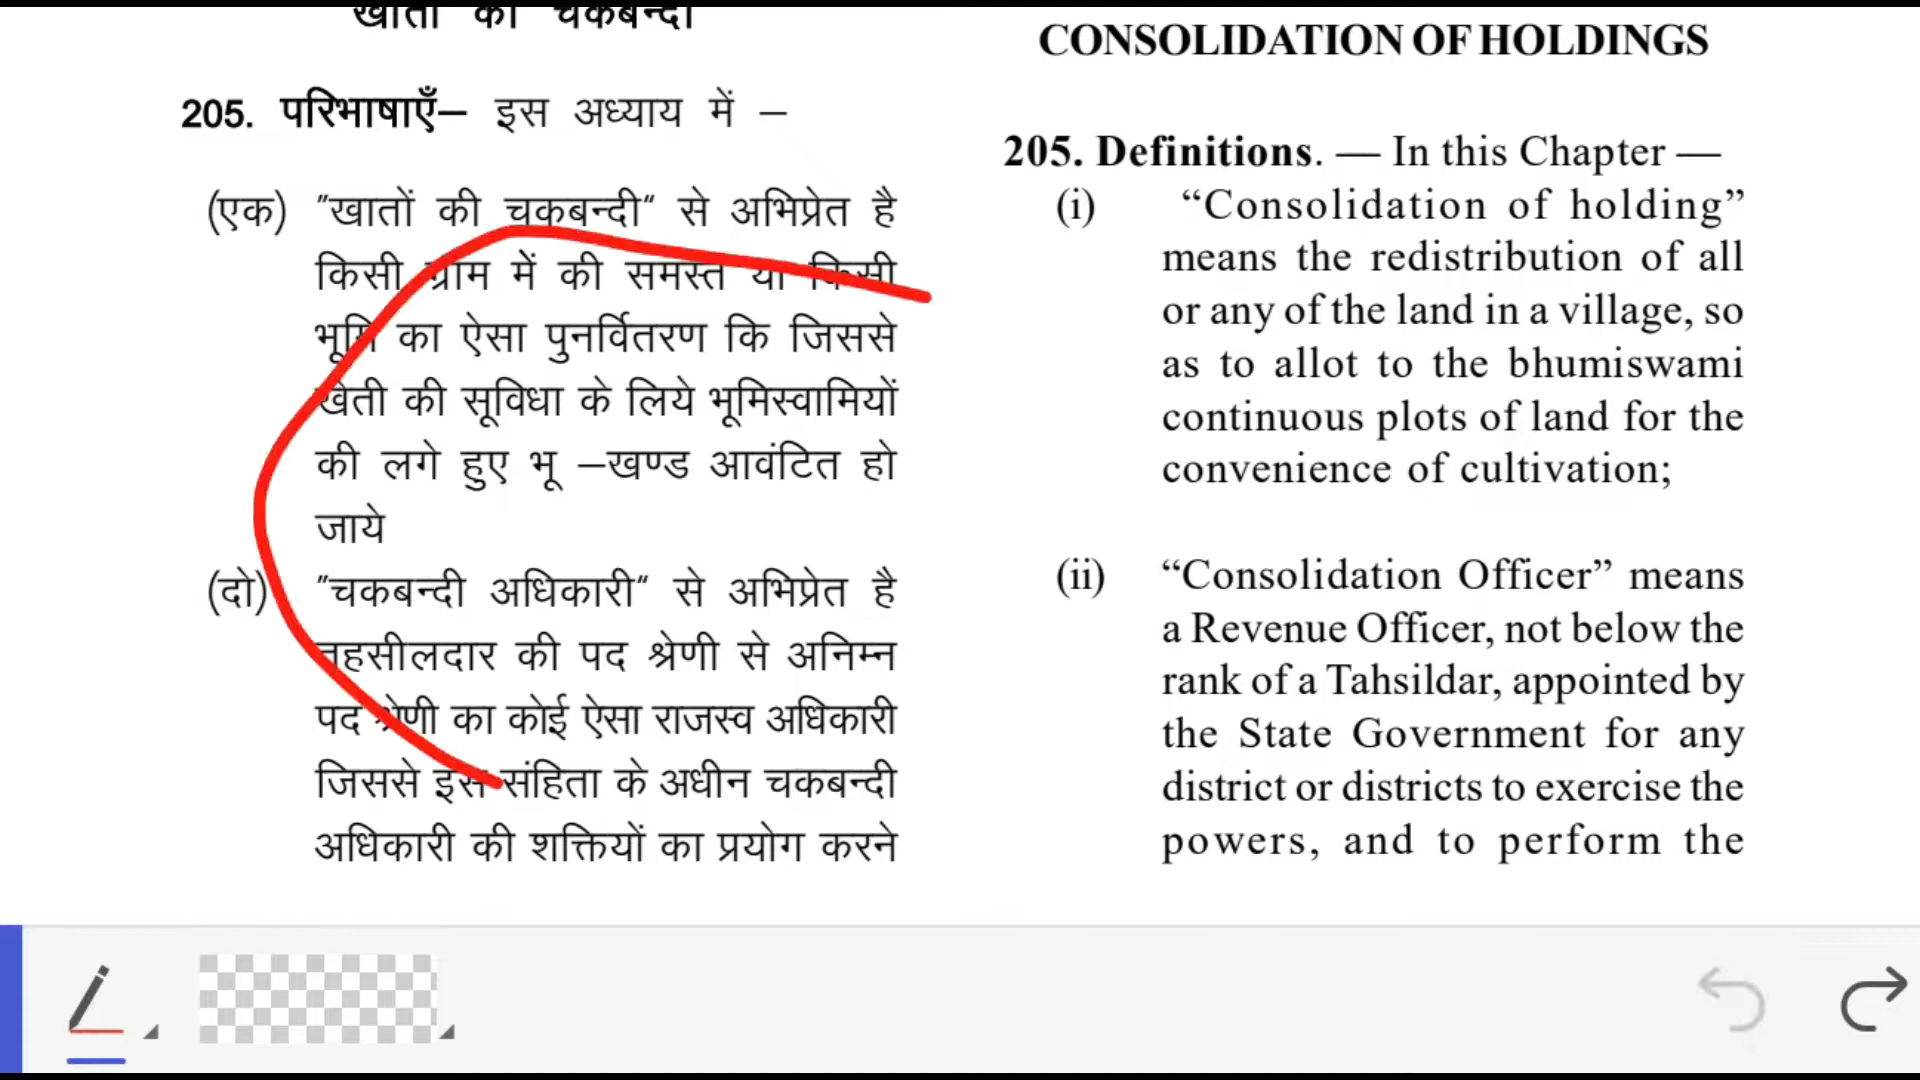 खातों की चकबन्दी
205. परिभाषाएँ– इस अध्याय में –
(एक) "खातों की चकबन्दी" से अभिप्रेत है
किसी ग्राम में की समस्त या किसी
भूमि का ऐसा पुनर्वितरण कि जिससे
खेती की सूविधा के लिये भूमिस्वामियों
की लगे हुए भू –खण्ड आवंटित हो
जाये
(दो) "चकबन्दी अधिकारी" से अभिप्रेत है
तहसीलदार की पद श्रेणी से अनिम्न
पद श्रेणी का कोई ऐसा राजस्व अधिकारी
जिससे इस संहिता के अधीन चकबन्दी
अधिकारी की शक्तियों का प्रयोग करने
CONSOLIDATION OF HOLDINGS
205. Definitions. — In this Chapter —
(i) “Consolidation of holding”
means the redistribution of all
or any of the land in a village, so
as to allot to the bhumiswami
continuous plots of land for the
convenience of cultivation;
(ii) “Consolidation Officer” means
a Revenue Officer, not below the
rank of a Tahsildar, appointed by
the State Government for any
district or districts to exercise the
powers, and to perform the